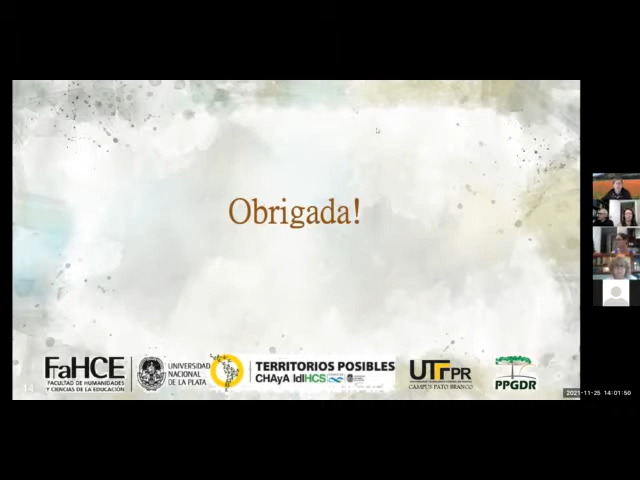 Obrigada!
FaHCE
FACULTAD DE HUMANIDADES
Y CIENCIAS DE LA EDUCACIÓN
UNIVERSIDAD
NACIONAL
DE LA PLATA
TERRITORIOS POSIBLES
CHAyA IdIHCS
UTFPR
CAMPUS PATO BRANCO
PPGDR
14
2021-11-25 14:01:50